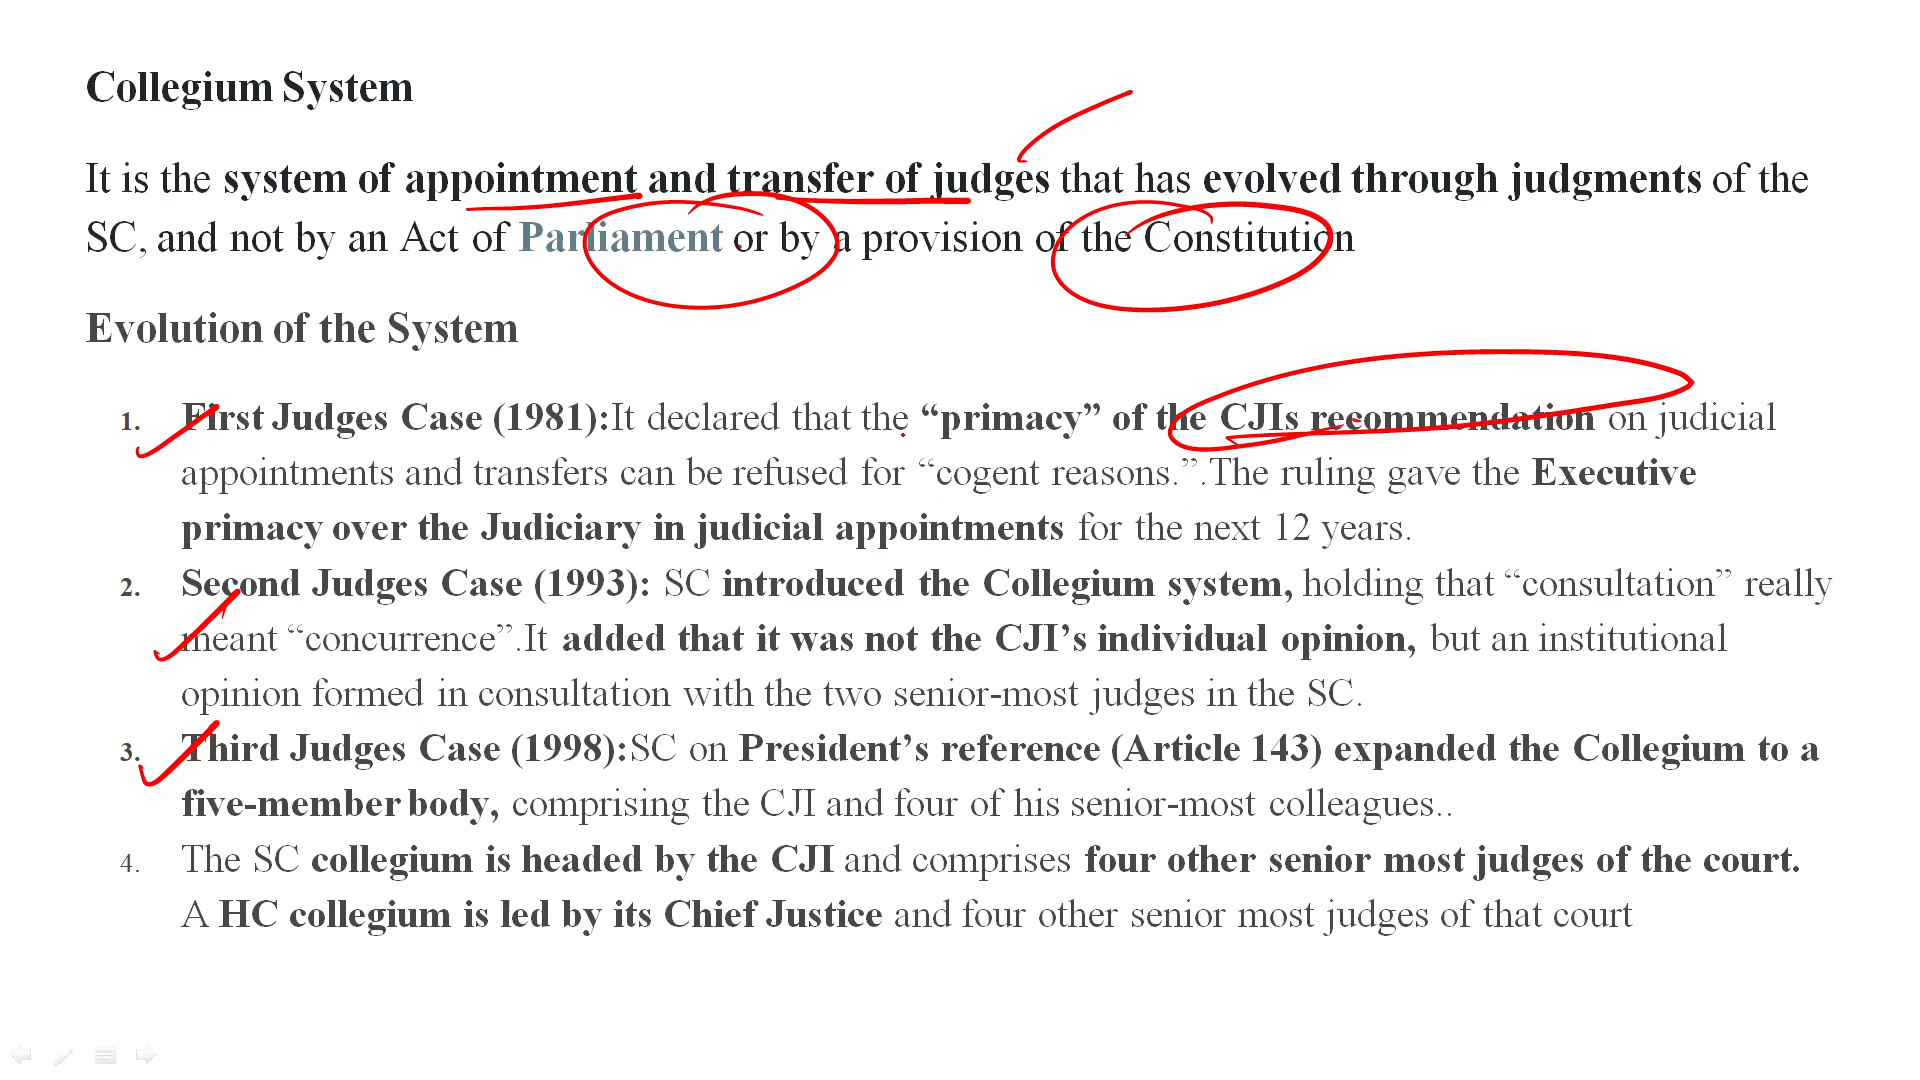 Collegium System
It is the system of appointment and transfer of judges that has evolved through judgments of the
SC, and not by an Act of Parliament or by a provision of the Constitution
Evolution of the System
1. First Judges Case (1981):It declared that the “primacy” of the CJIs recommendation on judicial
appointments and transfers can be refused for “cogent reasons.”.The ruling gave the Executive
primacy over the Judiciary in judicial appointments for the next 12 years.
2. Second Judges Case (1993): SC introduced the Collegium system, holding that “consultation” really
meant “concurrence”.It added that it was not the CJI’s individual opinion, but an institutional
opinion formed in consultation with the two senior-most judges in the SC.
3. Third Judges Case (1998):SC on President’s reference (Article 143) expanded the Collegium to a
five-member body, comprising the CJI and four of his senior-most colleagues..
4. The SC collegium is headed by the CJI and comprises four other senior most judges of the court.
A HC collegium is led by its Chief Justice and four other senior most judges of that court